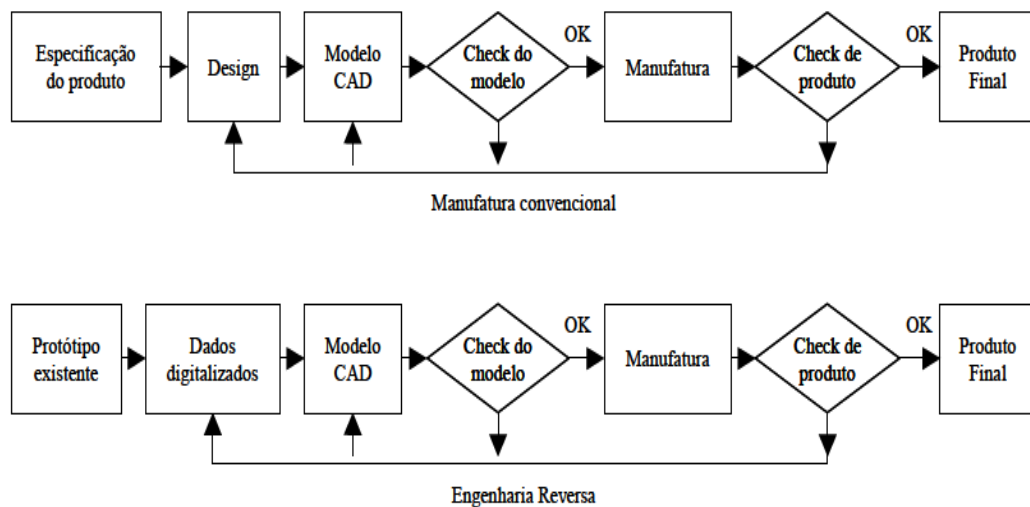 Especificação
do produto
Design
Modelo
CAD
Check do
modelo
OK
Manufatura
Check de
produto
OK
Produto
Final
Manufatura convencional
Protótipo
existente
Dados
digitalizados
Modelo
CAD
Check do
modelo
OK
Manufatura
Check de
produto
OK
Produto
Final
Engenharia Reversa